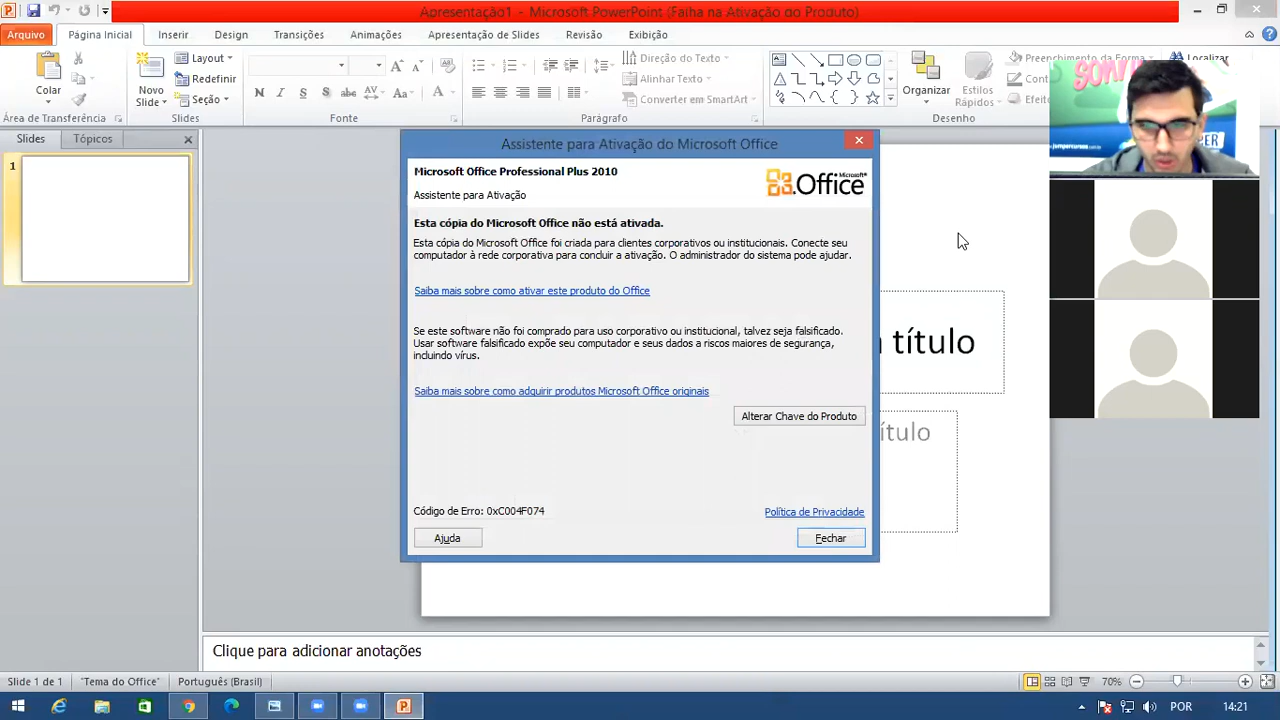 Apresentação1 - Microsoft PowerPoint (Falha na Ativação do Produto)
Arquivo Página Inicial Inserir Design Transições Animações Apresentação de Slides Revisão Exibição
Colar
Novo
Slide
Layout
Redefinir
Seção
N I S S abc AV Aa A
Direção do Texto
Alinhar Texto
Converter em SmartArt
Organizar
Estilos
Rápidos
Preenchimento da Forma
Localizar
Área de Transferência Slides Fonte Parágrafo Desenho
Slides Tópicos
1
Assistente para Ativação do Microsoft Office
Microsoft Office Professional Plus 2010
Assistente para Ativação
Microsoft®
Office
Esta cópia do Microsoft Office não está ativada.
Esta cópia do Microsoft Office foi criada para clientes corporativos ou institucionais. Conecte seu
computador à rede corporativa para concluir a ativação. O administrador do sistema pode ajudar.
Saiba mais sobre como ativar este produto do Office
Se este software não foi comprado para uso corporativo ou institucional, talvez seja falsificado.
Usar software falsificado expõe seu computador e seus dados a riscos maiores de segurança,
incluindo vírus.
Saiba mais sobre como adquirir produtos Microsoft Office originais
Alterar Chave do Produto
Código de Erro: 0xC004F074
Política de Privacidade
Ajuda
Fechar
título
ítulo
Clique para adicionar anotações
Slide 1 de 1 "Tema do Office" Português (Brasil) 70%
POR 14:21